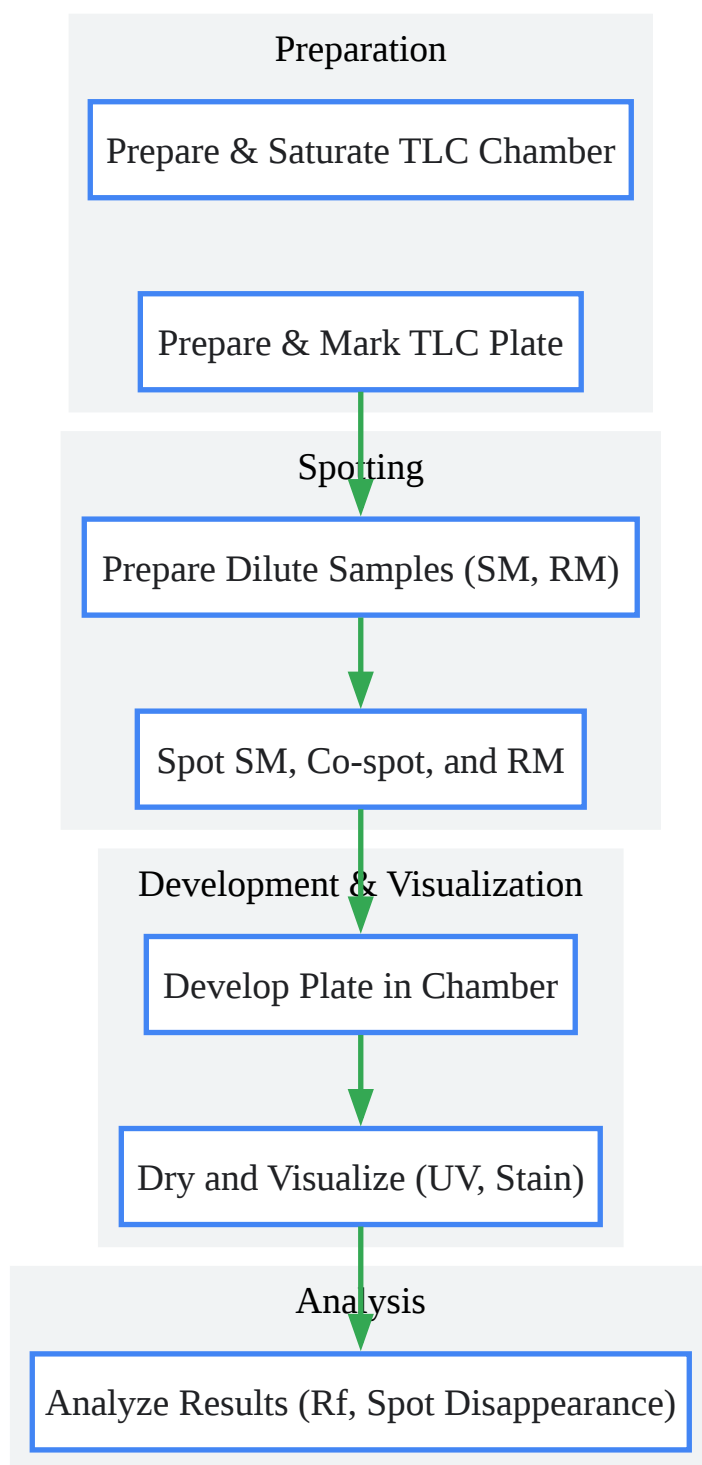 Preparation
Prepare & Saturate TLC Chamber
Prepare & Mark TLC Plate
Spotting
Prepare Dilute Samples (SM, RM)
Spot SM, Co-spot, and RM
Development & Visualization
Develop Plate in Chamber
Dry and Visualize (UV, Stain)
Analysis
Analyze Results (Rf, Spot Disappearance)